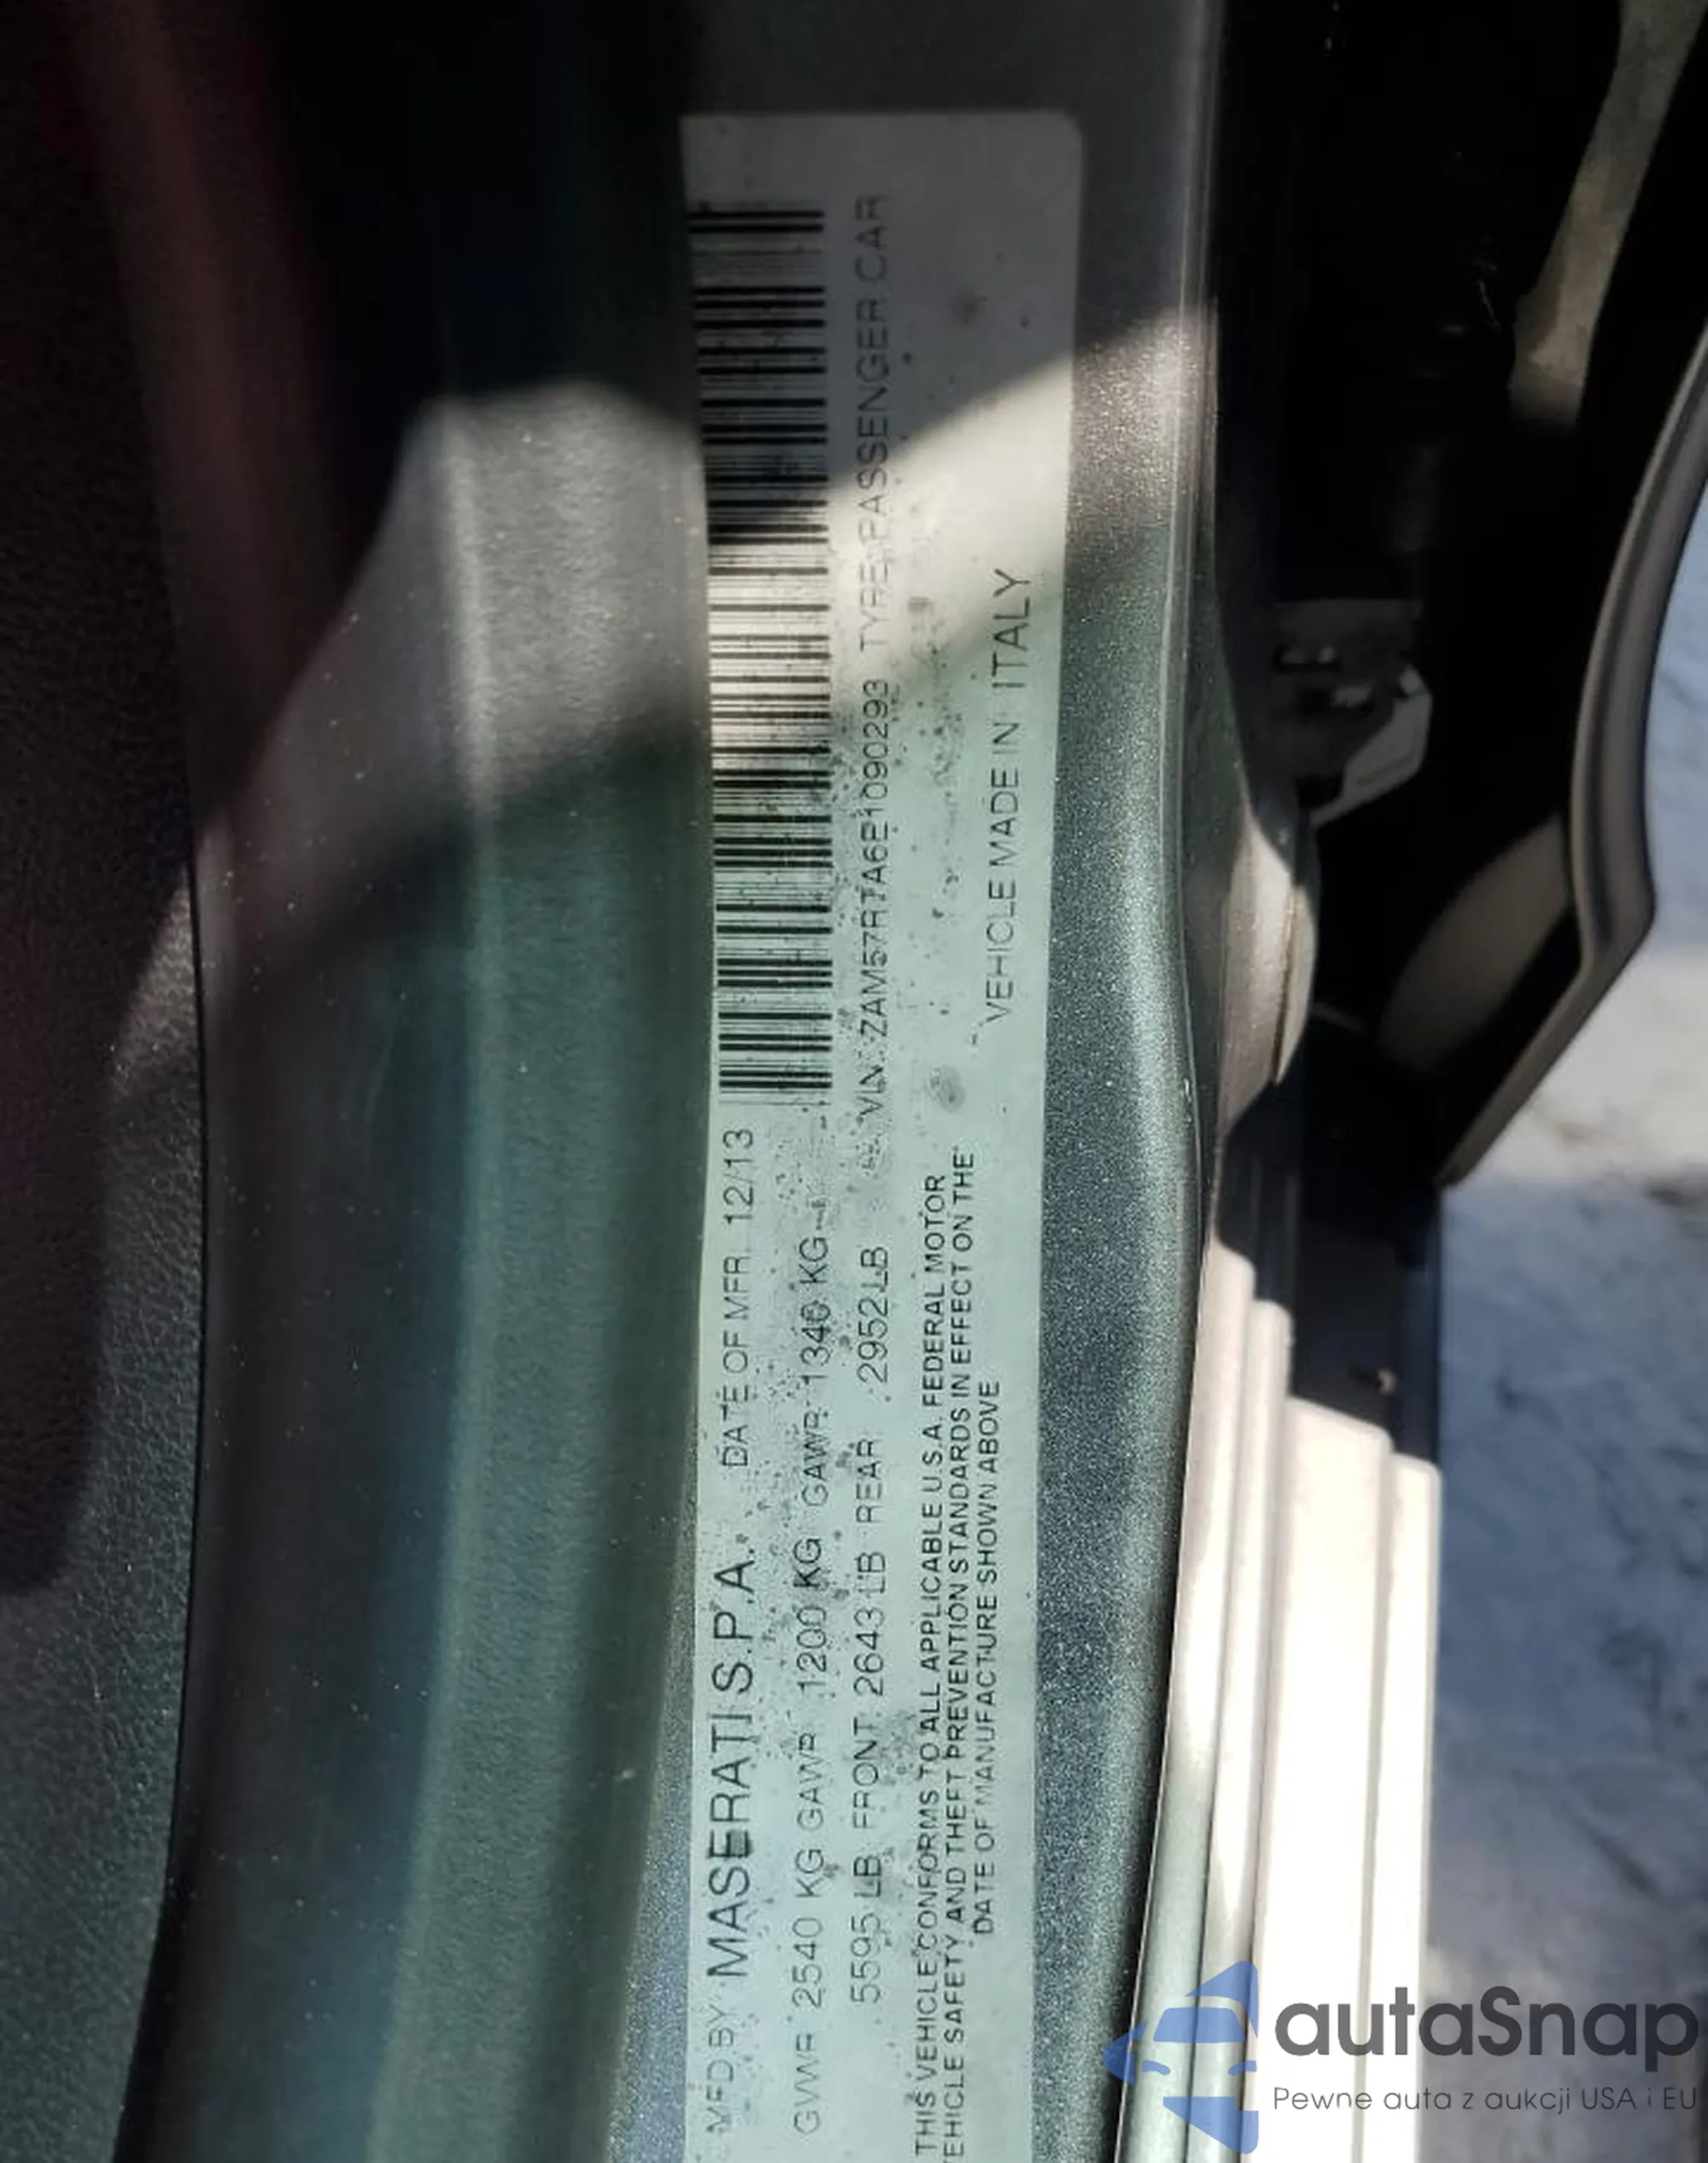 MFD BY: MASERATI S.P.A. DATE OF MFR 12/13
GVWR 2540 KG GAWR 1200 KG GAWR 1340 KG
5595 LB FRONT 2643 LB REAR 2952 LB VIN: ZAM57RTA6E1090293 TYPE: PASSENGER CAR
THIS VEHICLE CONFORMS TO ALL APPLICABLE U.S.A. FEDERAL MOTOR
VEHICLE SAFETY AND THEFT PREVENTION STANDARDS IN EFFECT ON THE
DATE OF MANUFACTURE SHOWN ABOVE
VEHICLE MADE IN ITALY
autaSnap
Pewne auta z aukcji USA i EU